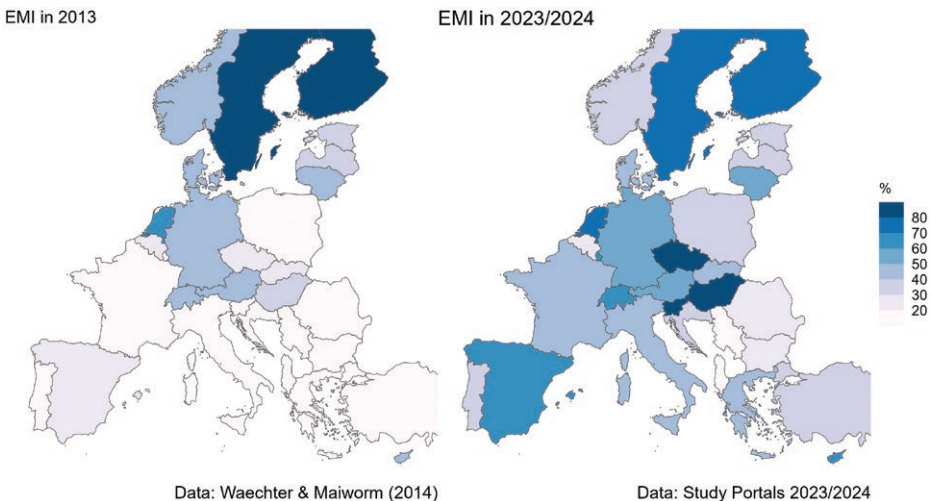 EMI in 2013
EMI in 2023/2024
%
80
70
60
50
40
30
20
Data: Waechter & Maiworm (2014)
Data: Study Portals 2023/2024